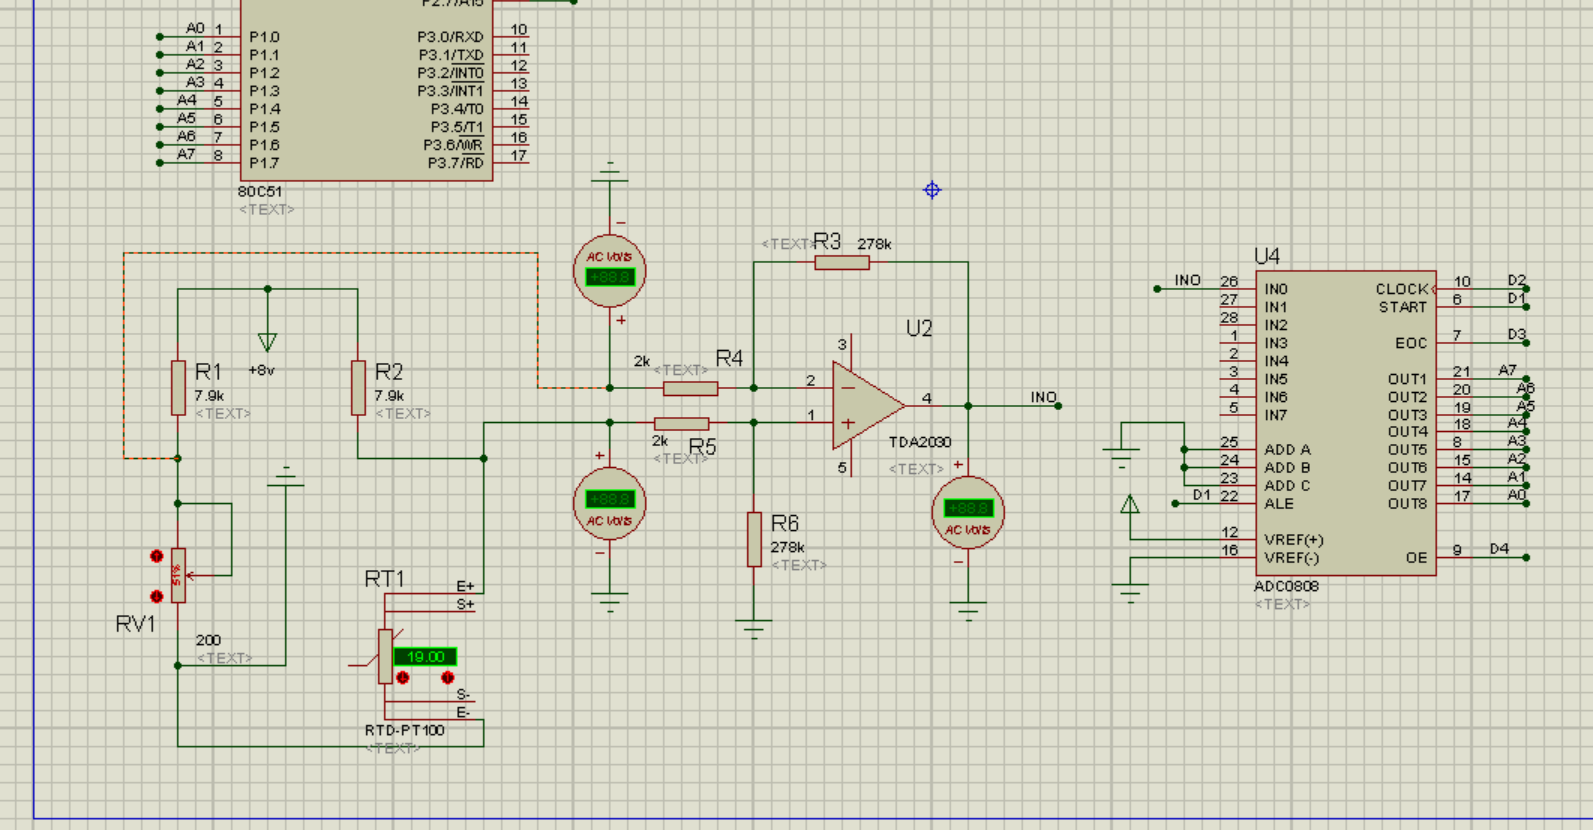 P2.7/A15
A0 1 P1.0 P3.0/RXD 10
A1 2 P1.1 P3.1/TXD 11
A2 3 P1.2 P3.2/INT0 12
A3 4 P1.3 P3.3/INT1 13
A4 5 P1.4 P3.4/T0 14
A5 6 P1.5 P3.5/T1 15
A6 7 P1.6 P3.6/WR 16
A7 8 P1.7 P3.7/RD 17
80C51
<TEXT>
R1
7.9k
<TEXT>
+8v
R2
7.9k
<TEXT>
RV1
51%
200
<TEXT>
RT1
E+
S+
19.00
S-
E-
RTD-PT100
<TEXT>
−
AC Volts
+88.8
+
2k
<TEXT>
R4
2k
<TEXT>
R5
+
+88.8
AC Volts
−
<TEXT>
R3
278k
U2
3
2
−
1
+
4
5
TDA2030
<TEXT>
INO
R6
278k
<TEXT>
+
+88.8
AC Volts
−
U4
INO 26 IN0 CLOCK 10 D2
27 IN1 START 6 D1
28 IN2
1 IN3 EOC 7 D3
2 IN4
3 IN5 OUT1 21 A7
4 IN6 OUT2 20 A6
5 IN7 OUT3 19 A5
OUT4 18 A4
25 ADD A OUT5 8 A3
24 ADD B OUT6 15 A2
23 ADD C OUT7 14 A1
D1 22 ALE OUT8 17 A0
12 VREF(+)
16 VREF(-) OE 9 D4
ADC0808
<TEXT>